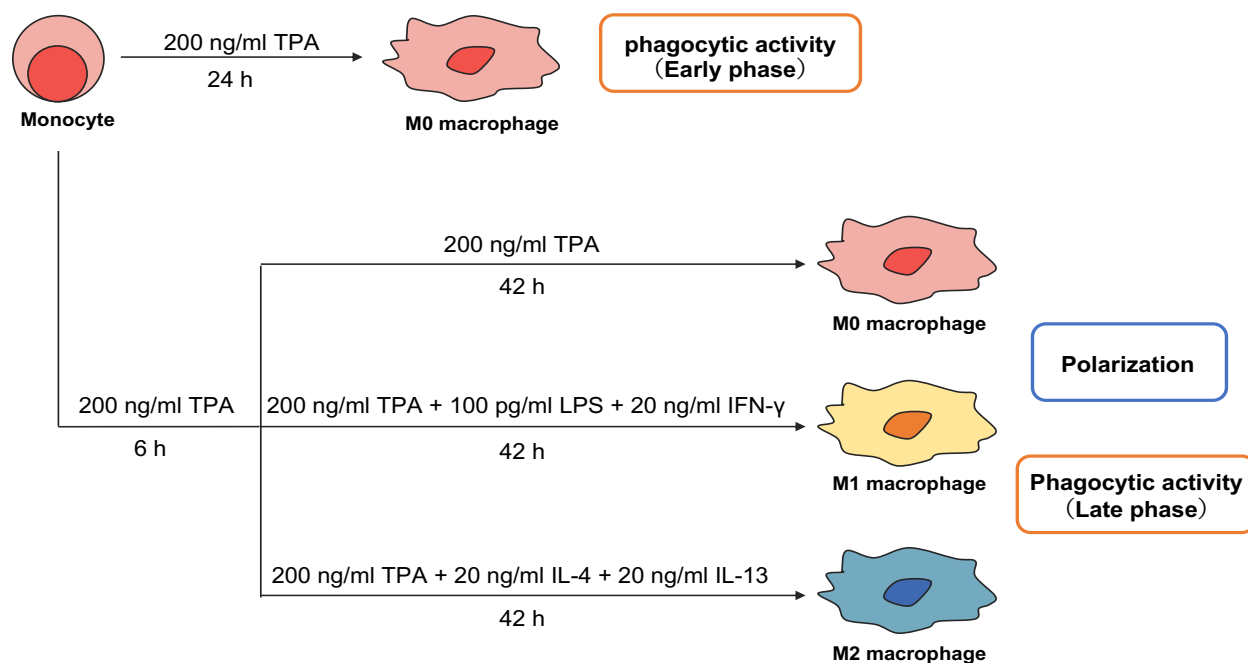 200 ng/ml TPA
24 h
Monocyte
M0 macrophage
phagocytic activity
（Early phase）
200 ng/ml TPA
42 h
M0 macrophage
Polarization
200 ng/ml TPA
6 h
200 ng/ml TPA + 100 pg/ml LPS + 20 ng/ml IFN-γ
42 h
M1 macrophage
Phagocytic activity
（Late phase）
200 ng/ml TPA + 20 ng/ml IL-4 + 20 ng/ml IL-13
42 h
M2 macrophage